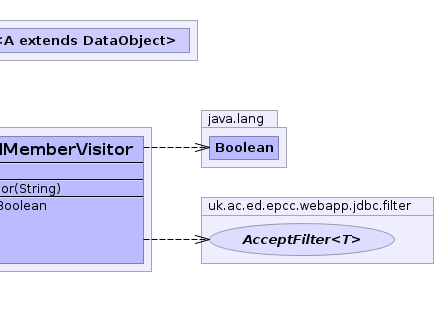 <A extends DataObject>
java.lang
lMemberVisitor
Boolean
or(String)
Boolean
uk.ac.ed.epcc.webapp.jdbc.filter
AcceptFilter<T>